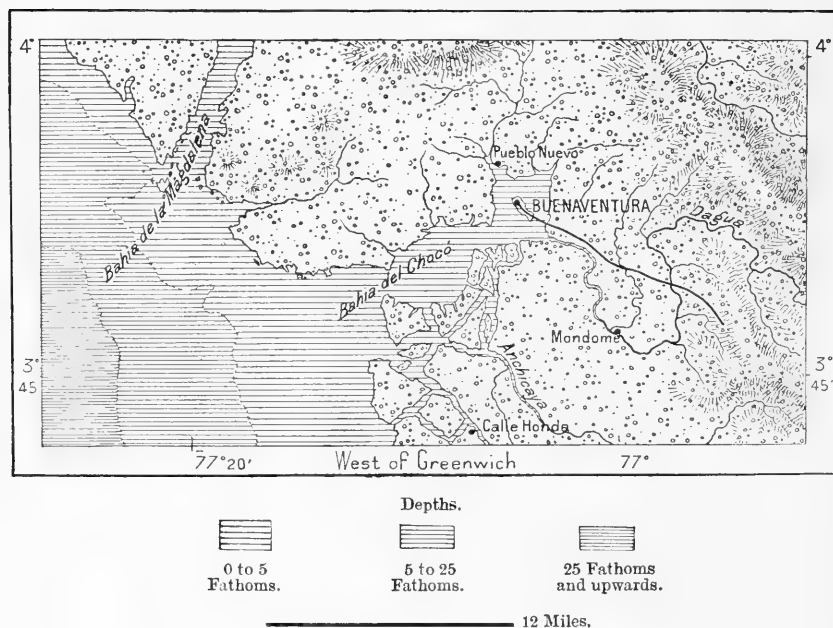 4°
4°
Bahia de la Magdalena
Pueblo Nuevo
BUENAVENTURA
Dagua
Bahia del Chocó
Mondomo
3°
45
3°
45'
Anchicaya
Calle Honda
77°20'
West of Greenwich
77°
Depths.
0 to 5
Fathoms.
5 to 25
Fathoms.
25 Fathoms
and upwards.
12 Miles.